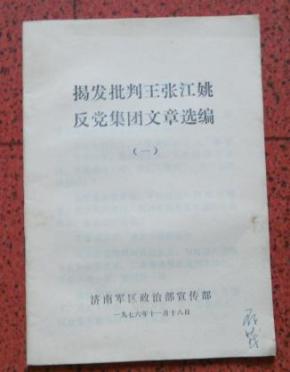 揭发批判王张江姚
反党集团文章选编
（一）
济南军区政治部宣传部
一九七六年十一月十八日